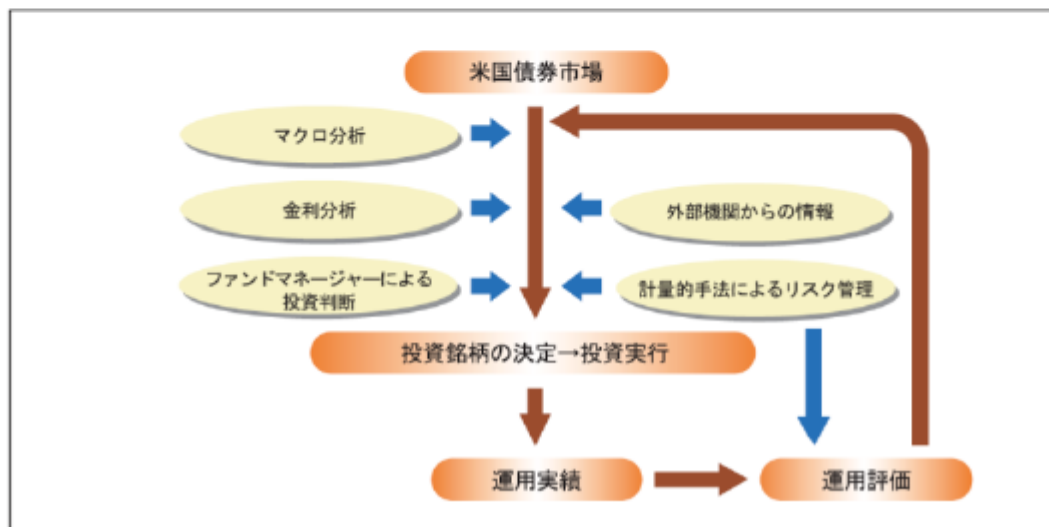 米国債券市場
マクロ分析
金利分析
外部機関からの情報
ファンドマネージャーによる
投資判断
計量的手法によるリスク管理
投資銘柄の決定→投資実行
運用実績
運用評価